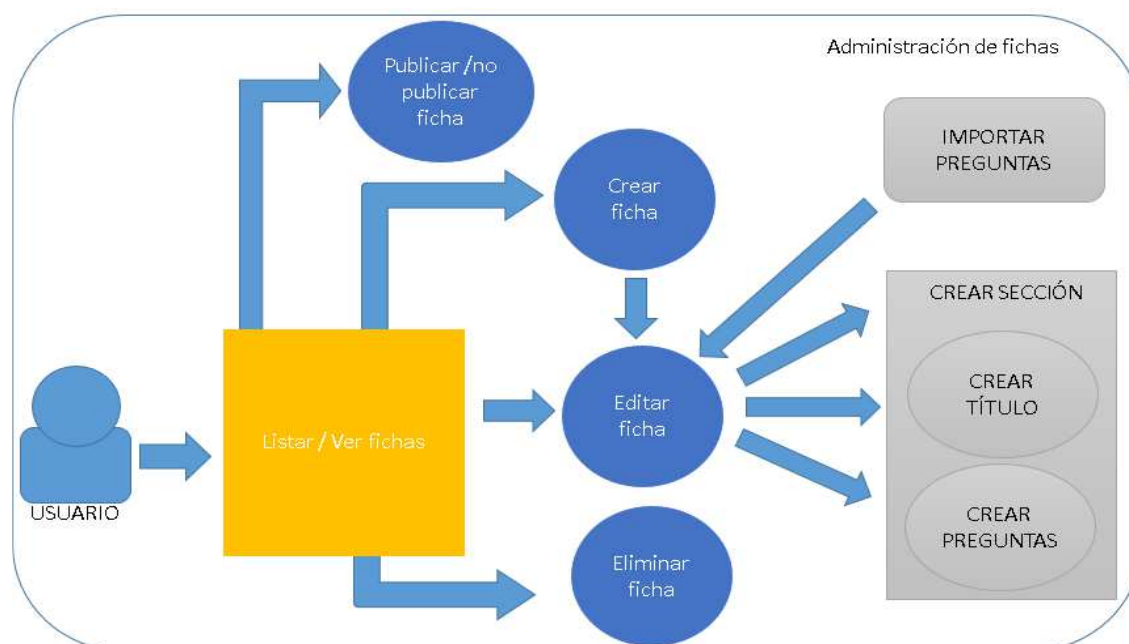 Administración de fichas
Publicar /no
publicar
ficha
IMPORTAR
PREGUNTAS
Crear
ficha
CREAR SECCIÓN
CREAR
TÍTULO
Editar
ficha
Listar / Ver fichas
USUARIO
CREAR
PREGUNTAS
Eliminar
ficha